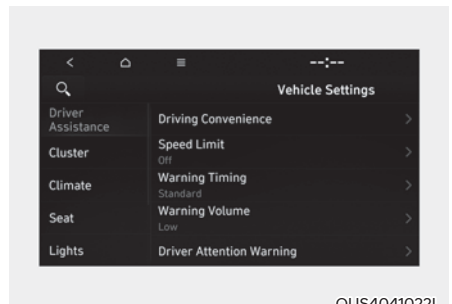 --:--
Vehicle Settings
Driver
Assistance
Cluster
Climate
Seat
Lights
Driving Convenience
Speed Limit
Off
Warning Timing
Standard
Warning Volume
Low
Driver Attention Warning